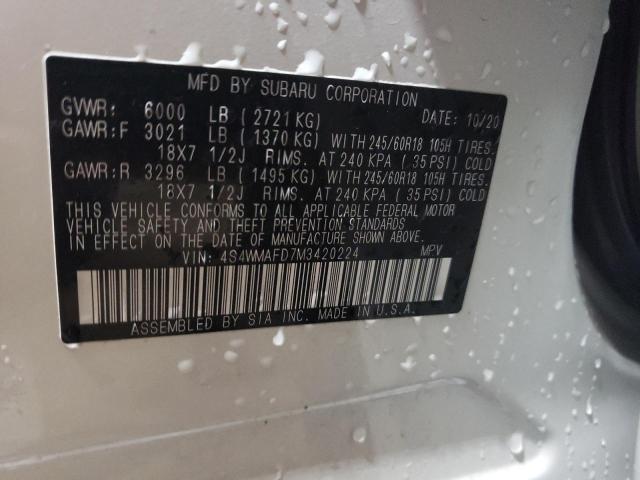 MFD BY SUBARU CORPORATION
GVWR: 6000 LB (2721 KG) DATE: 10/20
GAWR:F 3021 LB (1370 KG) WITH 245/60R18 105H TIRES.
18X7 1/2J RIMS. AT 240 KPA (35 PSI) COLD
GAWR:R 3296 LB (1495 KG) WITH 245/60R18 105H TIRES.
18X7 1/2J RIMS. AT 240 KPA (35 PSI) COLD
THIS VEHICLE CONFORMS TO ALL APPLICABLE FEDERAL MOTOR
VEHICLE SAFETY AND THEFT PREVENTION STANDARDS
IN EFFECT ON THE DATE OF MANUFACTURE SHOWN ABOVE.
VIN: 4S4WMAFD7M3420224 MPV
ASSEMBLED BY SIA INC. MADE IN U.S.A.